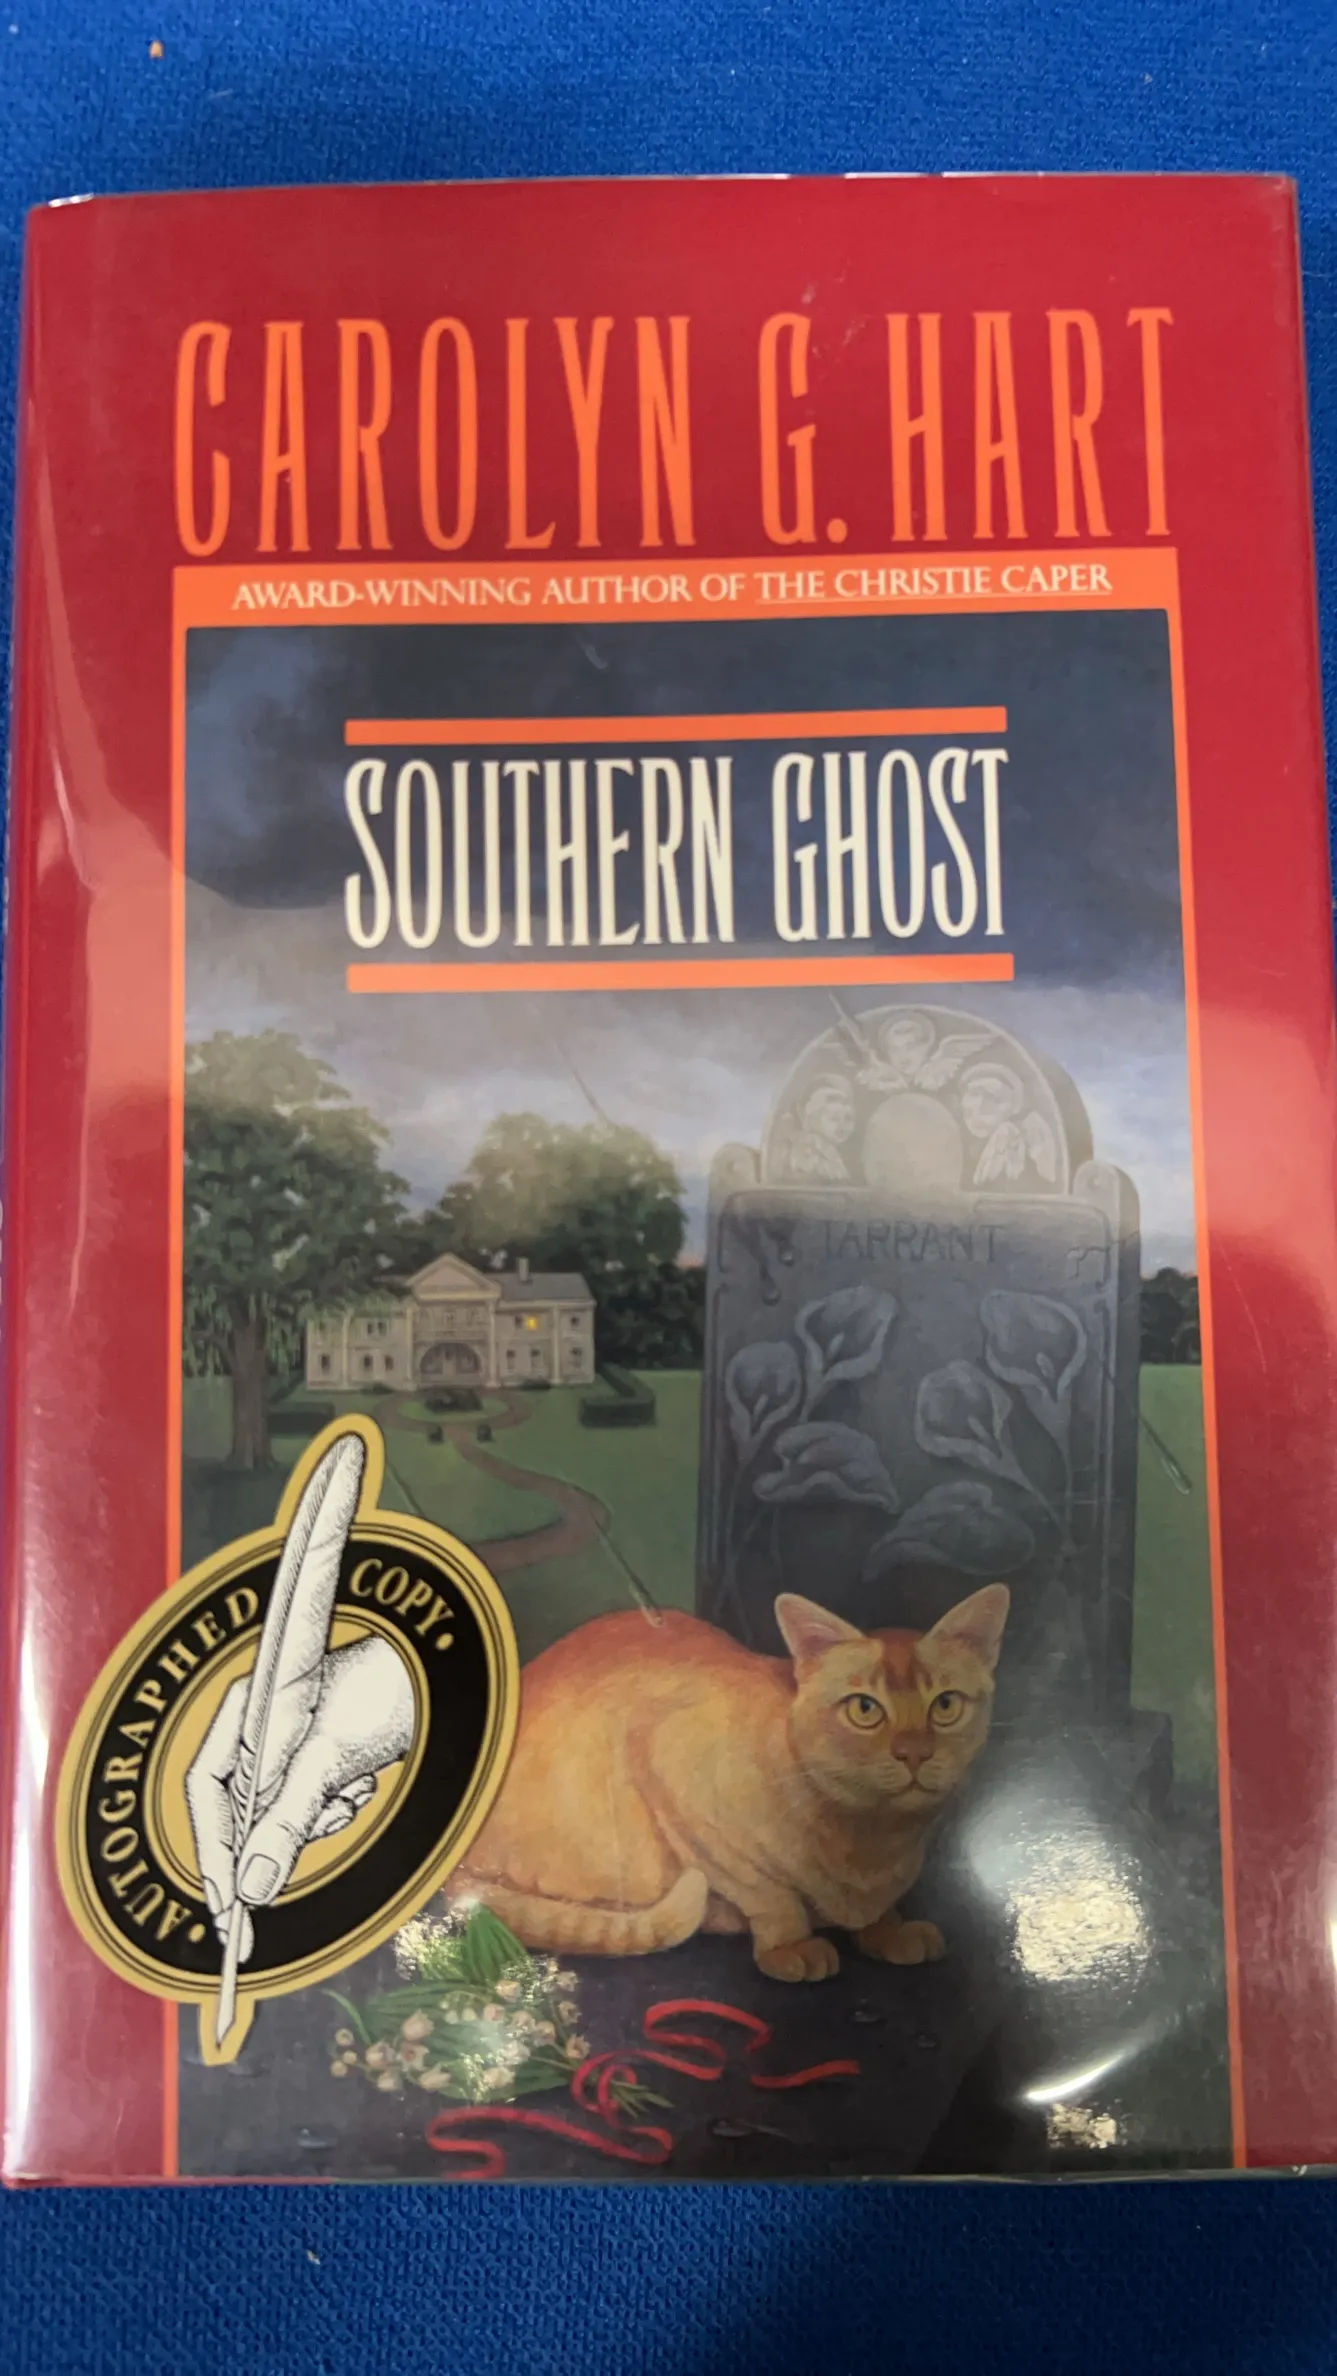 CAROLYN G. HART
AWARD-WINNING AUTHOR OF THE CHRISTIE CAPER
SOUTHERN GHOST
TARRANT
• AUTOGRAPHED COPY •